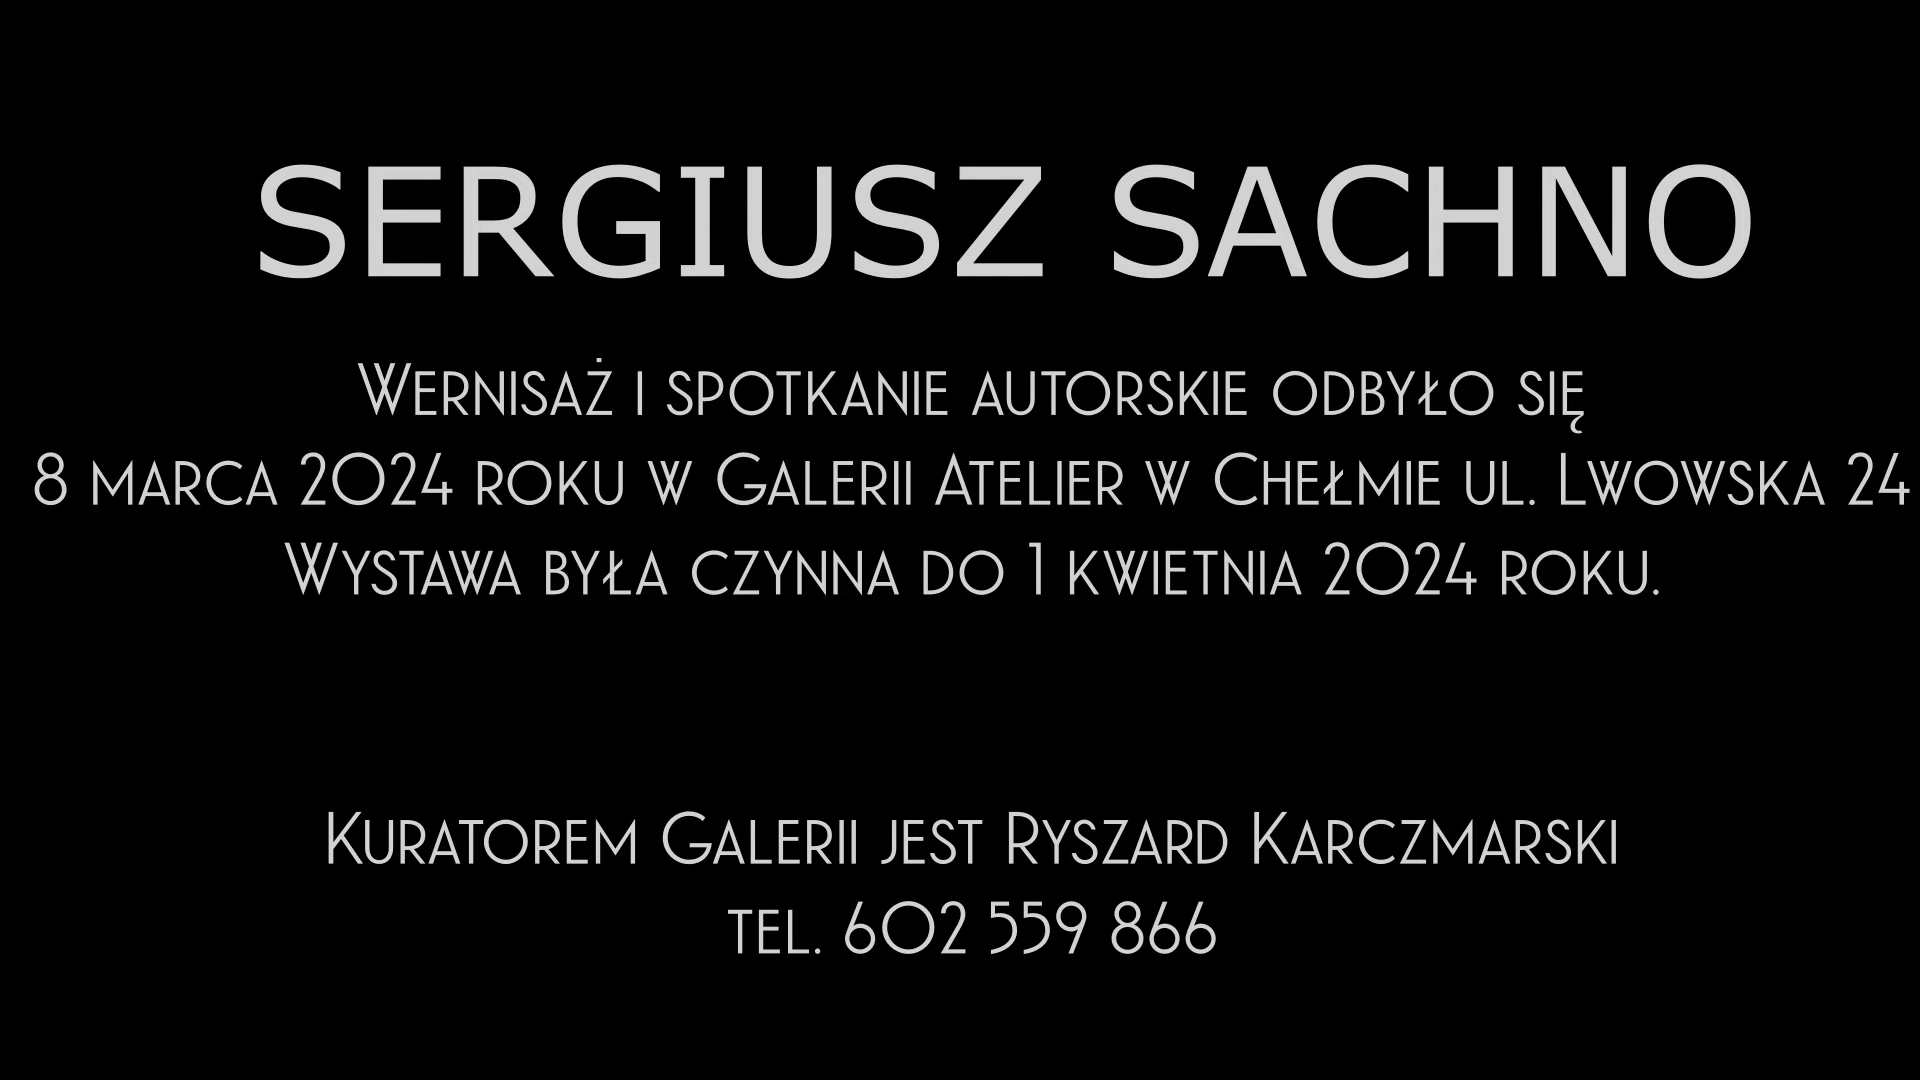 SERGIUSZ SACHNO
Wernisaż i spotkanie autorskie odbyło się
8 marca 2024 roku w Galerii Atelier w Chełmie ul. Lwowska 24
Wystawa była czynna do 1 kwietnia 2024 roku.
Kuratorem Galerii jest Ryszard Karczmarski
tel. 602 559 866